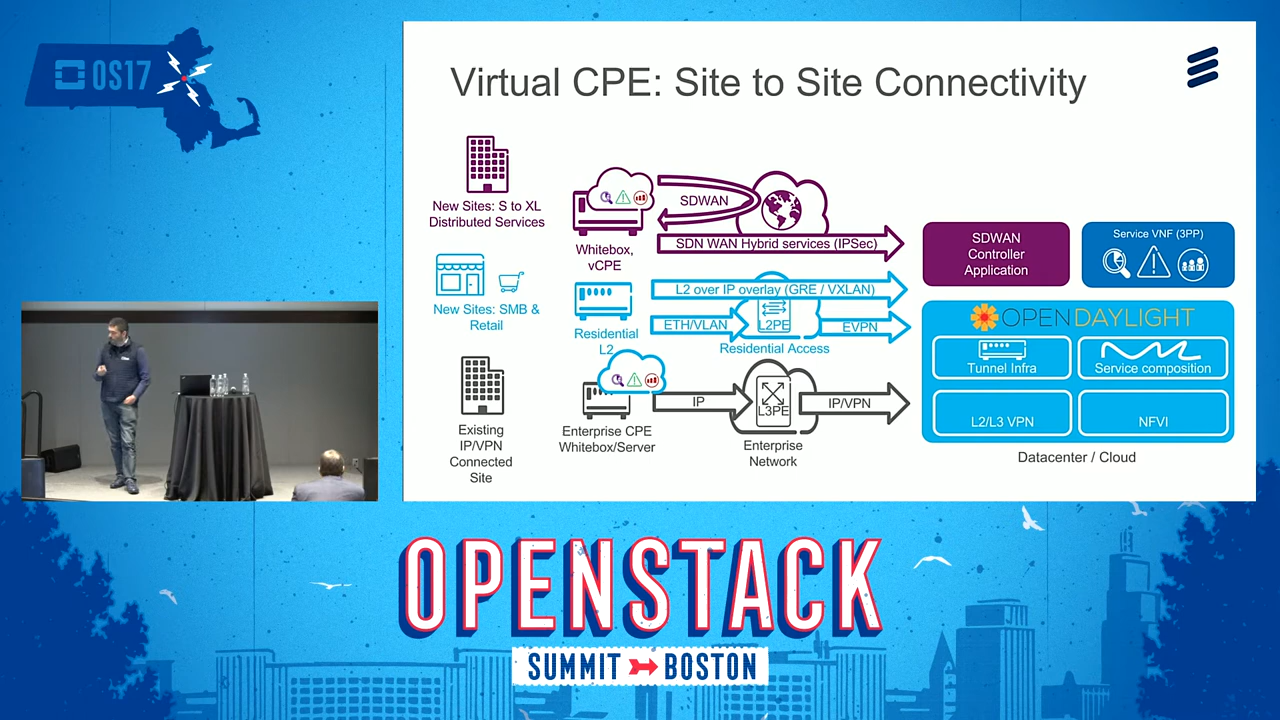 OS17
Virtual CPE: Site to Site Connectivity
New Sites: S to XL
Distributed Services
Whitebox,
vCPE
SDWAN
SDN WAN Hybrid services (IPSec)
SDWAN
Controller
Application
Service VNF (3PP)
New Sites: SMB &
Retail
Residential
L2
L2 over IP overlay (GRE / VXLAN)
ETH/VLAN
L2PE
EVPN
Residential Access
OPENDAYLIGHT
Tunnel Infra
Service composition
L2/L3 VPN
NFVI
Datacenter / Cloud
Existing
IP/VPN
Connected
Site
Enterprise CPE
Whitebox/Server
IP
L3PE
IP/VPN
Enterprise
Network
OPENSTACK
SUMMIT BOSTON